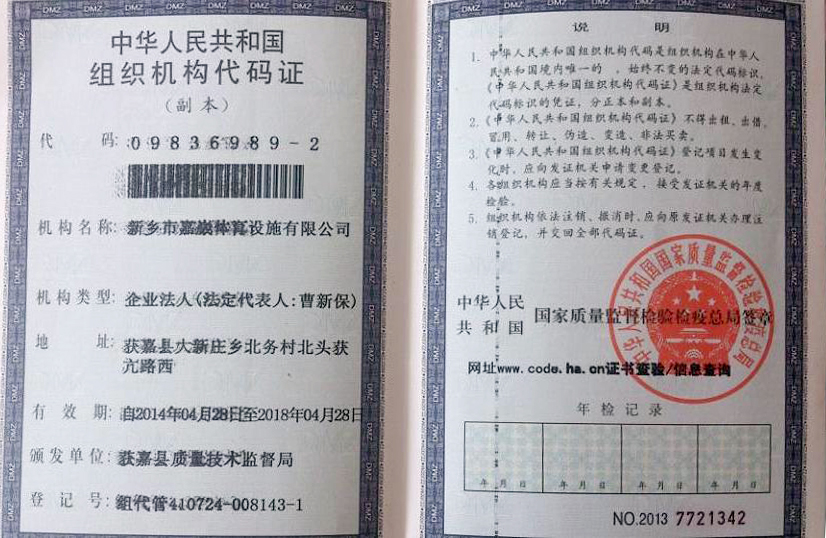 中华人民共和国
组织机构代码证
(副本)
代 码: 09836989-2
机构名称: 新乡市嘉崇体育设施有限公司
机构类型: 企业法人(法定代表人:曹新保)
地 址: 获嘉县大新庄乡北务村北头获
亢路西
有 效 期: 自2014年04月28日至2018年04月28日
颁发单位: 获嘉县质量技术监督局
登 记 号: 组代管410724-008143-1
说 明
1. 中华人民共和国组织机构代码是组织机构在中华人
民共和国境内唯一的、始终不变的法定代码标识,
《中华人民共和国组织机构代码证》是组织机构法定
代码标识的凭证,分正本和副本。
2.《中华人民共和国组织机构代码证》不得出租、出借、
冒用、转让、伪造、变造、非法买卖。
3.《中华人民共和国组织机构代码证》登记项目发生变
化时,应向发证机关申请变更登记。
4. 各组织机构应当按有关规定,接受发证机关的年度
检验。
5. 组织机构依法注销、撤消时,应向原发证机关办理注
销登记,并交回全部代码证。
中华人民
共和国 国家质量监督检验检疫总局签章
中华人民共和国国家质量监督检验检疫总局
网址www.code.ha.cn证书查验/信息查询
年检记录
年 月 日 年 月 日 年 月 日 年 月 日
NO.2013 7721342